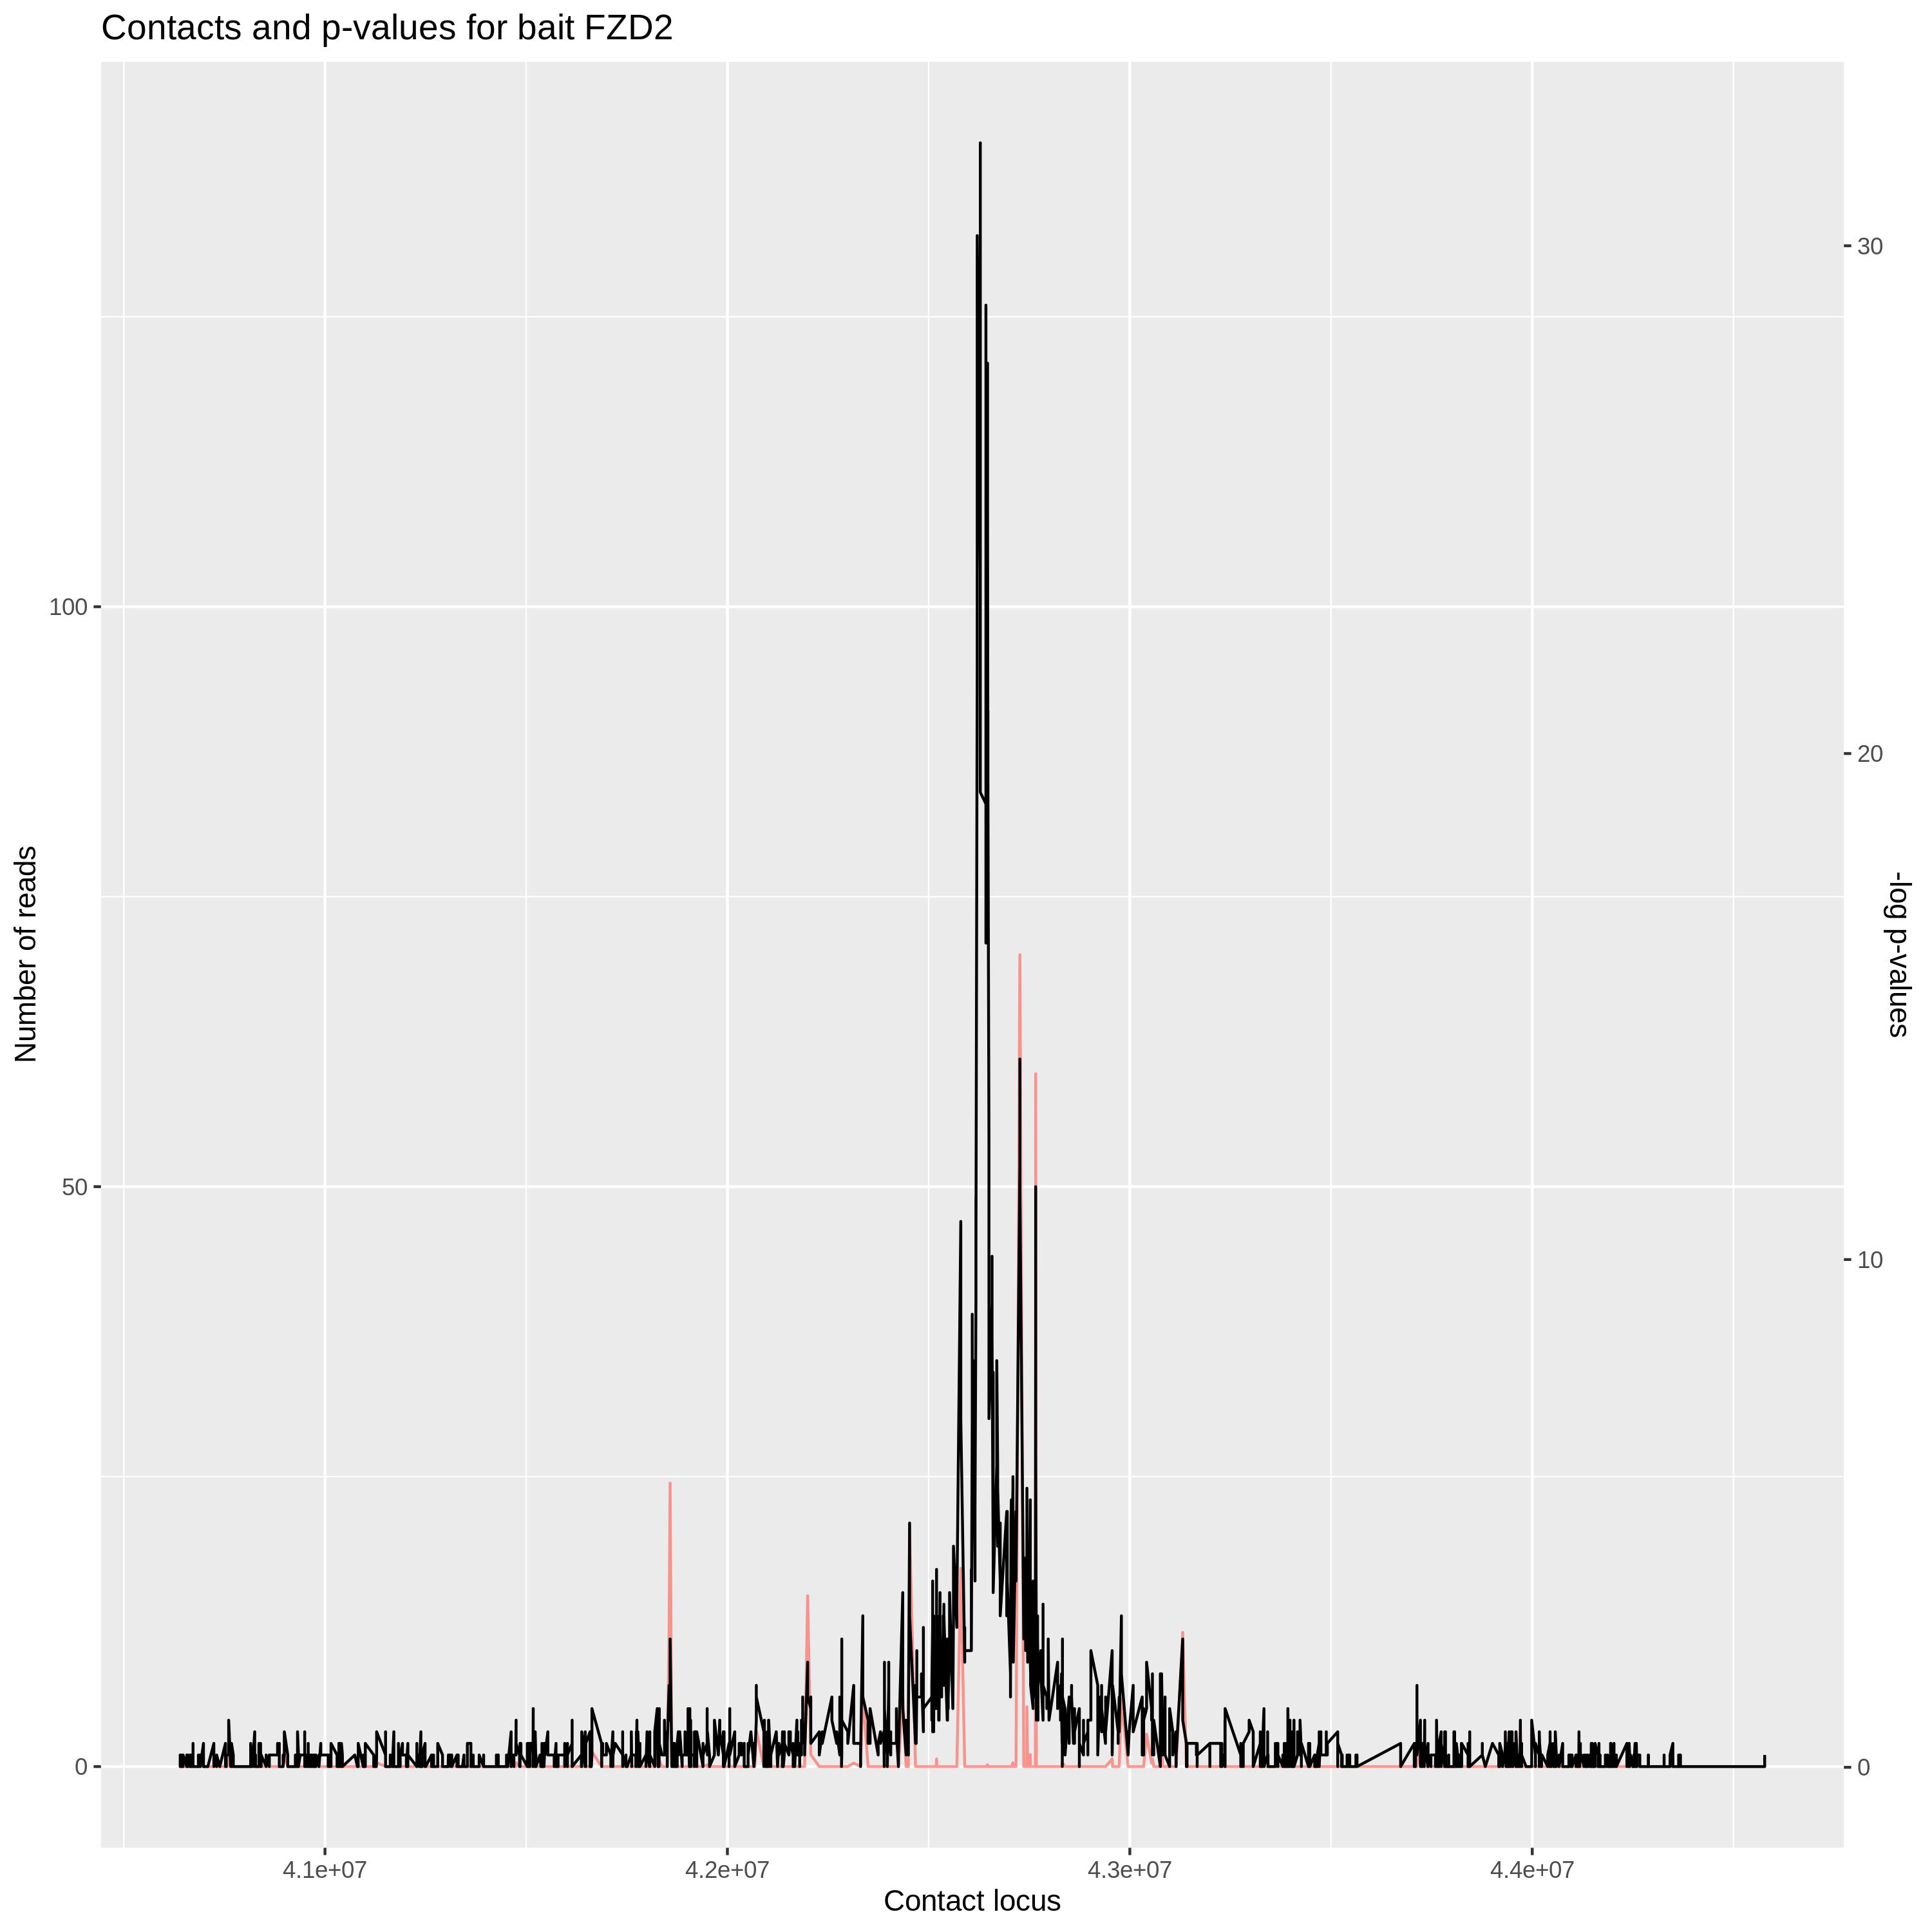 Contacts and p-values for bait FZD2
Number of reads
100
50
0
30
20
10
0
-log p-values
4.1e+07
4.2e+07
4.3e+07
4.4e+07
Contact locus